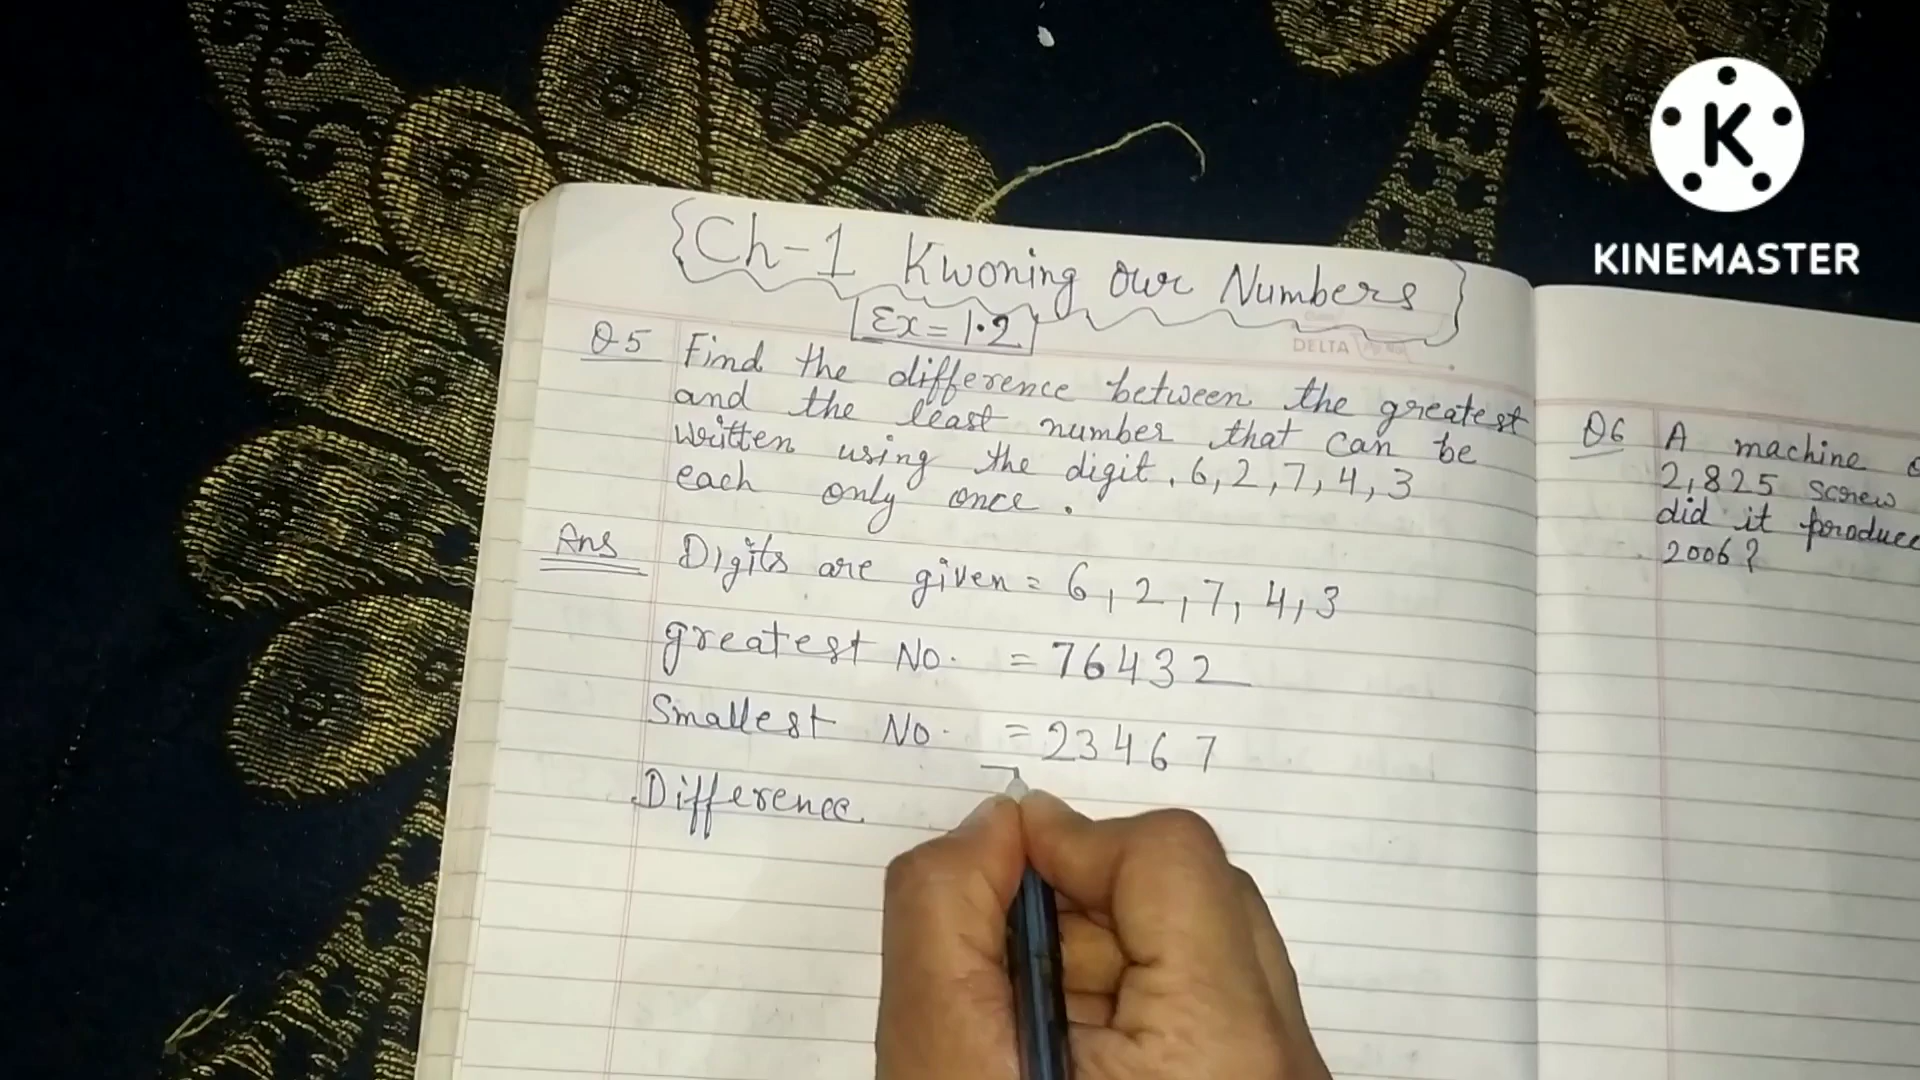 K
KINEMASTER
Ch-1 Kwoning Our Numbers
Ex = 1.2
DELTA
Q5 Find the difference between the greatest
and the least number that can be
written using the digit, 6, 2, 7, 4, 3
each only once.
Ans Digits are given = 6, 2, 7, 4, 3
greatest No. = 76432
Smallest No. = 23467
Difference
Q6 A machine
2,825 screw
did it produce
2006?